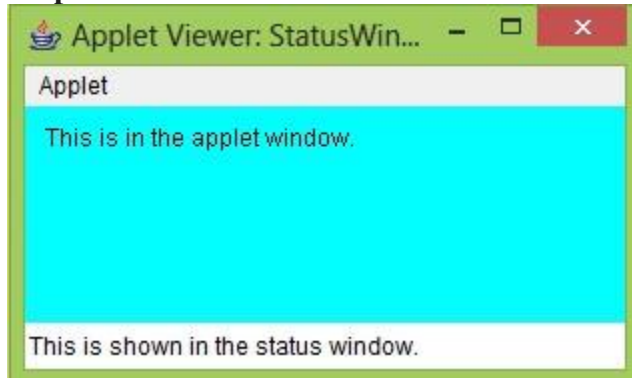 Applet Viewer: StatusWin...
Applet
This is in the applet window.
This is shown in the status window.